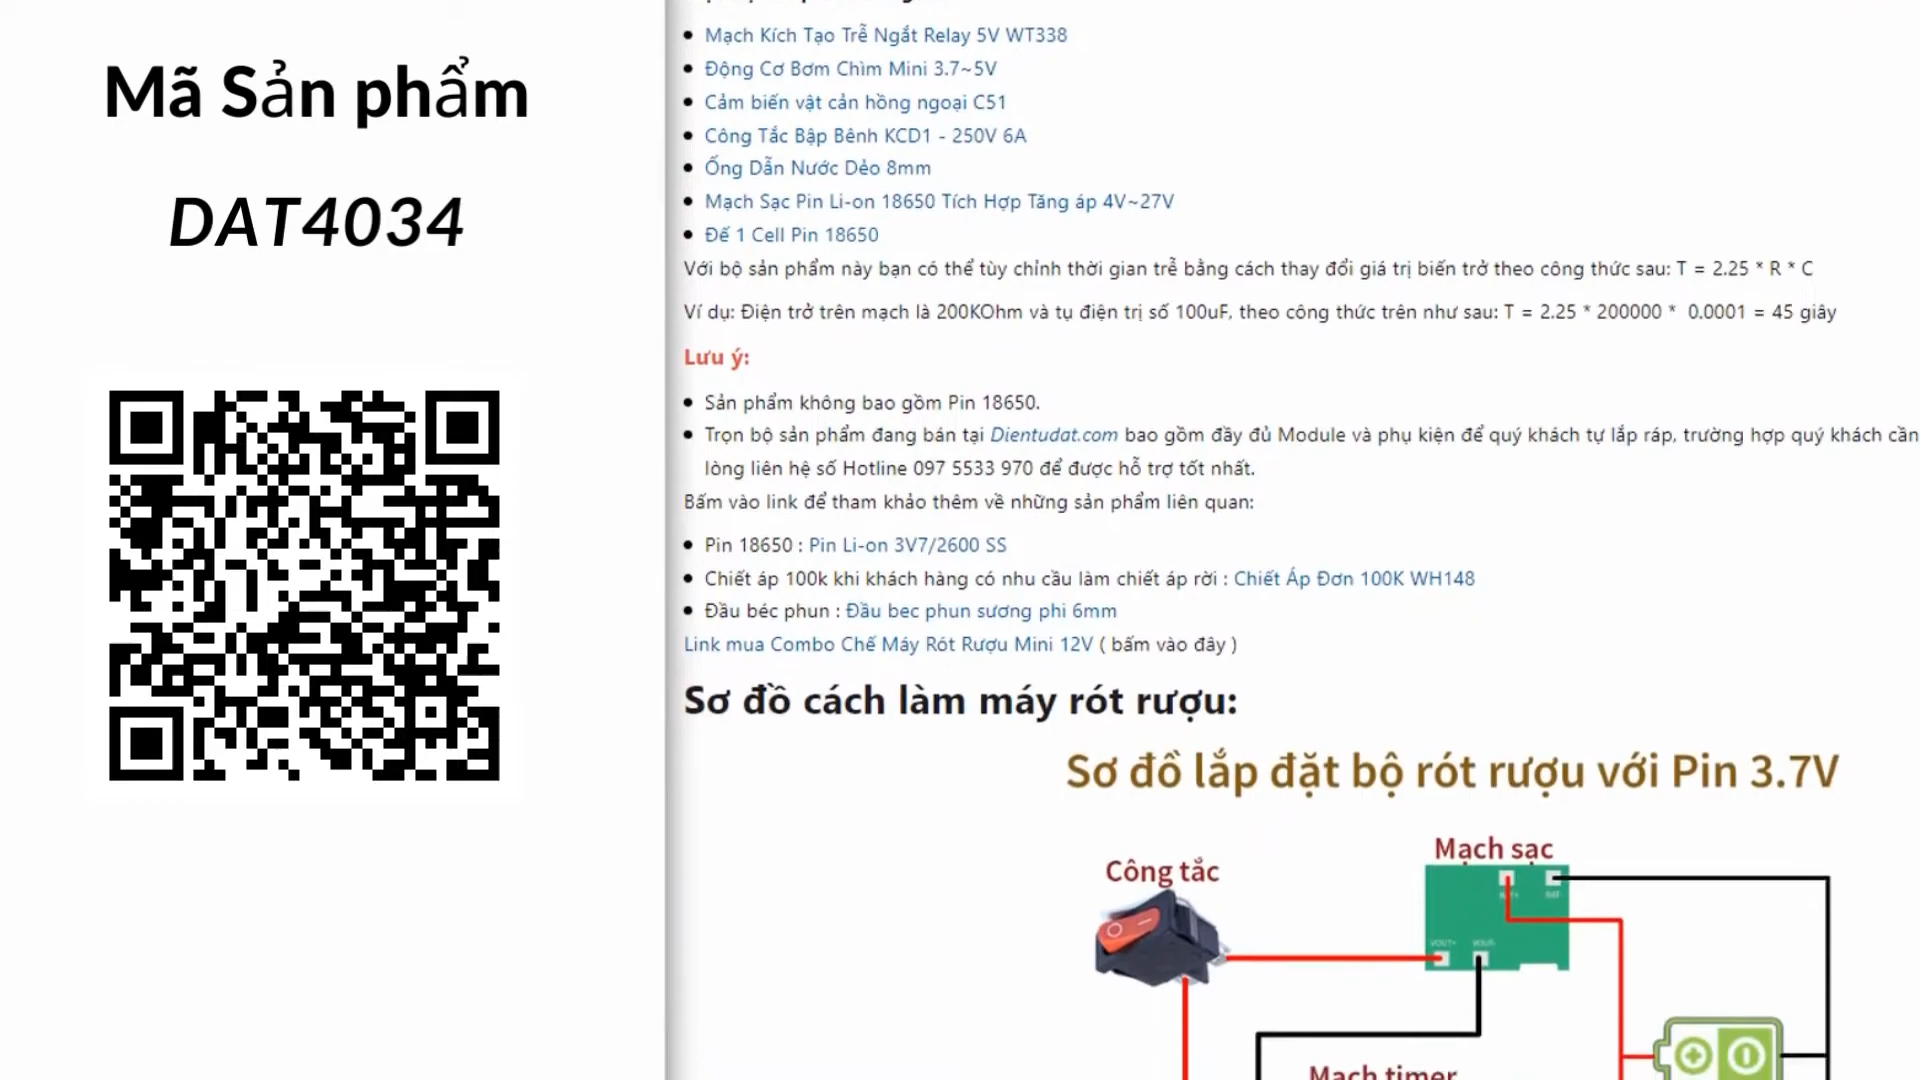 Mã Sản phẩm
DAT4034
Mạch Kích Tạo Trễ Ngắt Relay 5V WT338
Động Cơ Bơm Chìm Mini 3.7~5V
Cảm biến vật cản hồng ngoại C51
Công Tắc Bập Bênh KCD1 - 250V 6A
Ống Dẫn Nước Dẻo 8mm
Mạch Sạc Pin Li-on 18650 Tích Hợp Tăng áp 4V~27V
Đế 1 Cell Pin 18650
Với bộ sản phẩm này bạn có thể tùy chỉnh thời gian trễ bằng cách thay đổi giá trị biến trở theo công thức sau: T = 2.25 * R * C
Ví dụ: Điện trở trên mạch là 200KOhm và tụ điện trị số 100uF, theo công thức trên như sau: T = 2.25 * 200000 * 0.0001 = 45 giây
Lưu ý:
Sản phẩm không bao gồm Pin 18650.
Trọn bộ sản phẩm đang bán tại Dientudat.com bao gồm đầy đủ Module và phụ kiện để quý khách tự lắp ráp, trường hợp quý khách cần
lòng liên hệ số Hotline 097 5533 970 để được hỗ trợ tốt nhất.
Bấm vào link để tham khảo thêm về những sản phẩm liên quan:
Pin 18650 : Pin Li-on 3V7/2600 SS
Chiết áp 100k khi khách hàng có nhu cầu làm chiết áp rời : Chiết Áp Đơn 100K WH148
Đầu béc phun : Đầu bec phun sương phi 6mm
Link mua Combo Chế Máy Rót Rượu Mini 12V ( bấm vào đây )
Sơ đồ cách làm máy rót rượu:
Sơ đồ lắp đặt bộ rót rượu với Pin 3.7V
Mạch sạc
Công tắc
VOUT+ VOUT-
Mạch timer